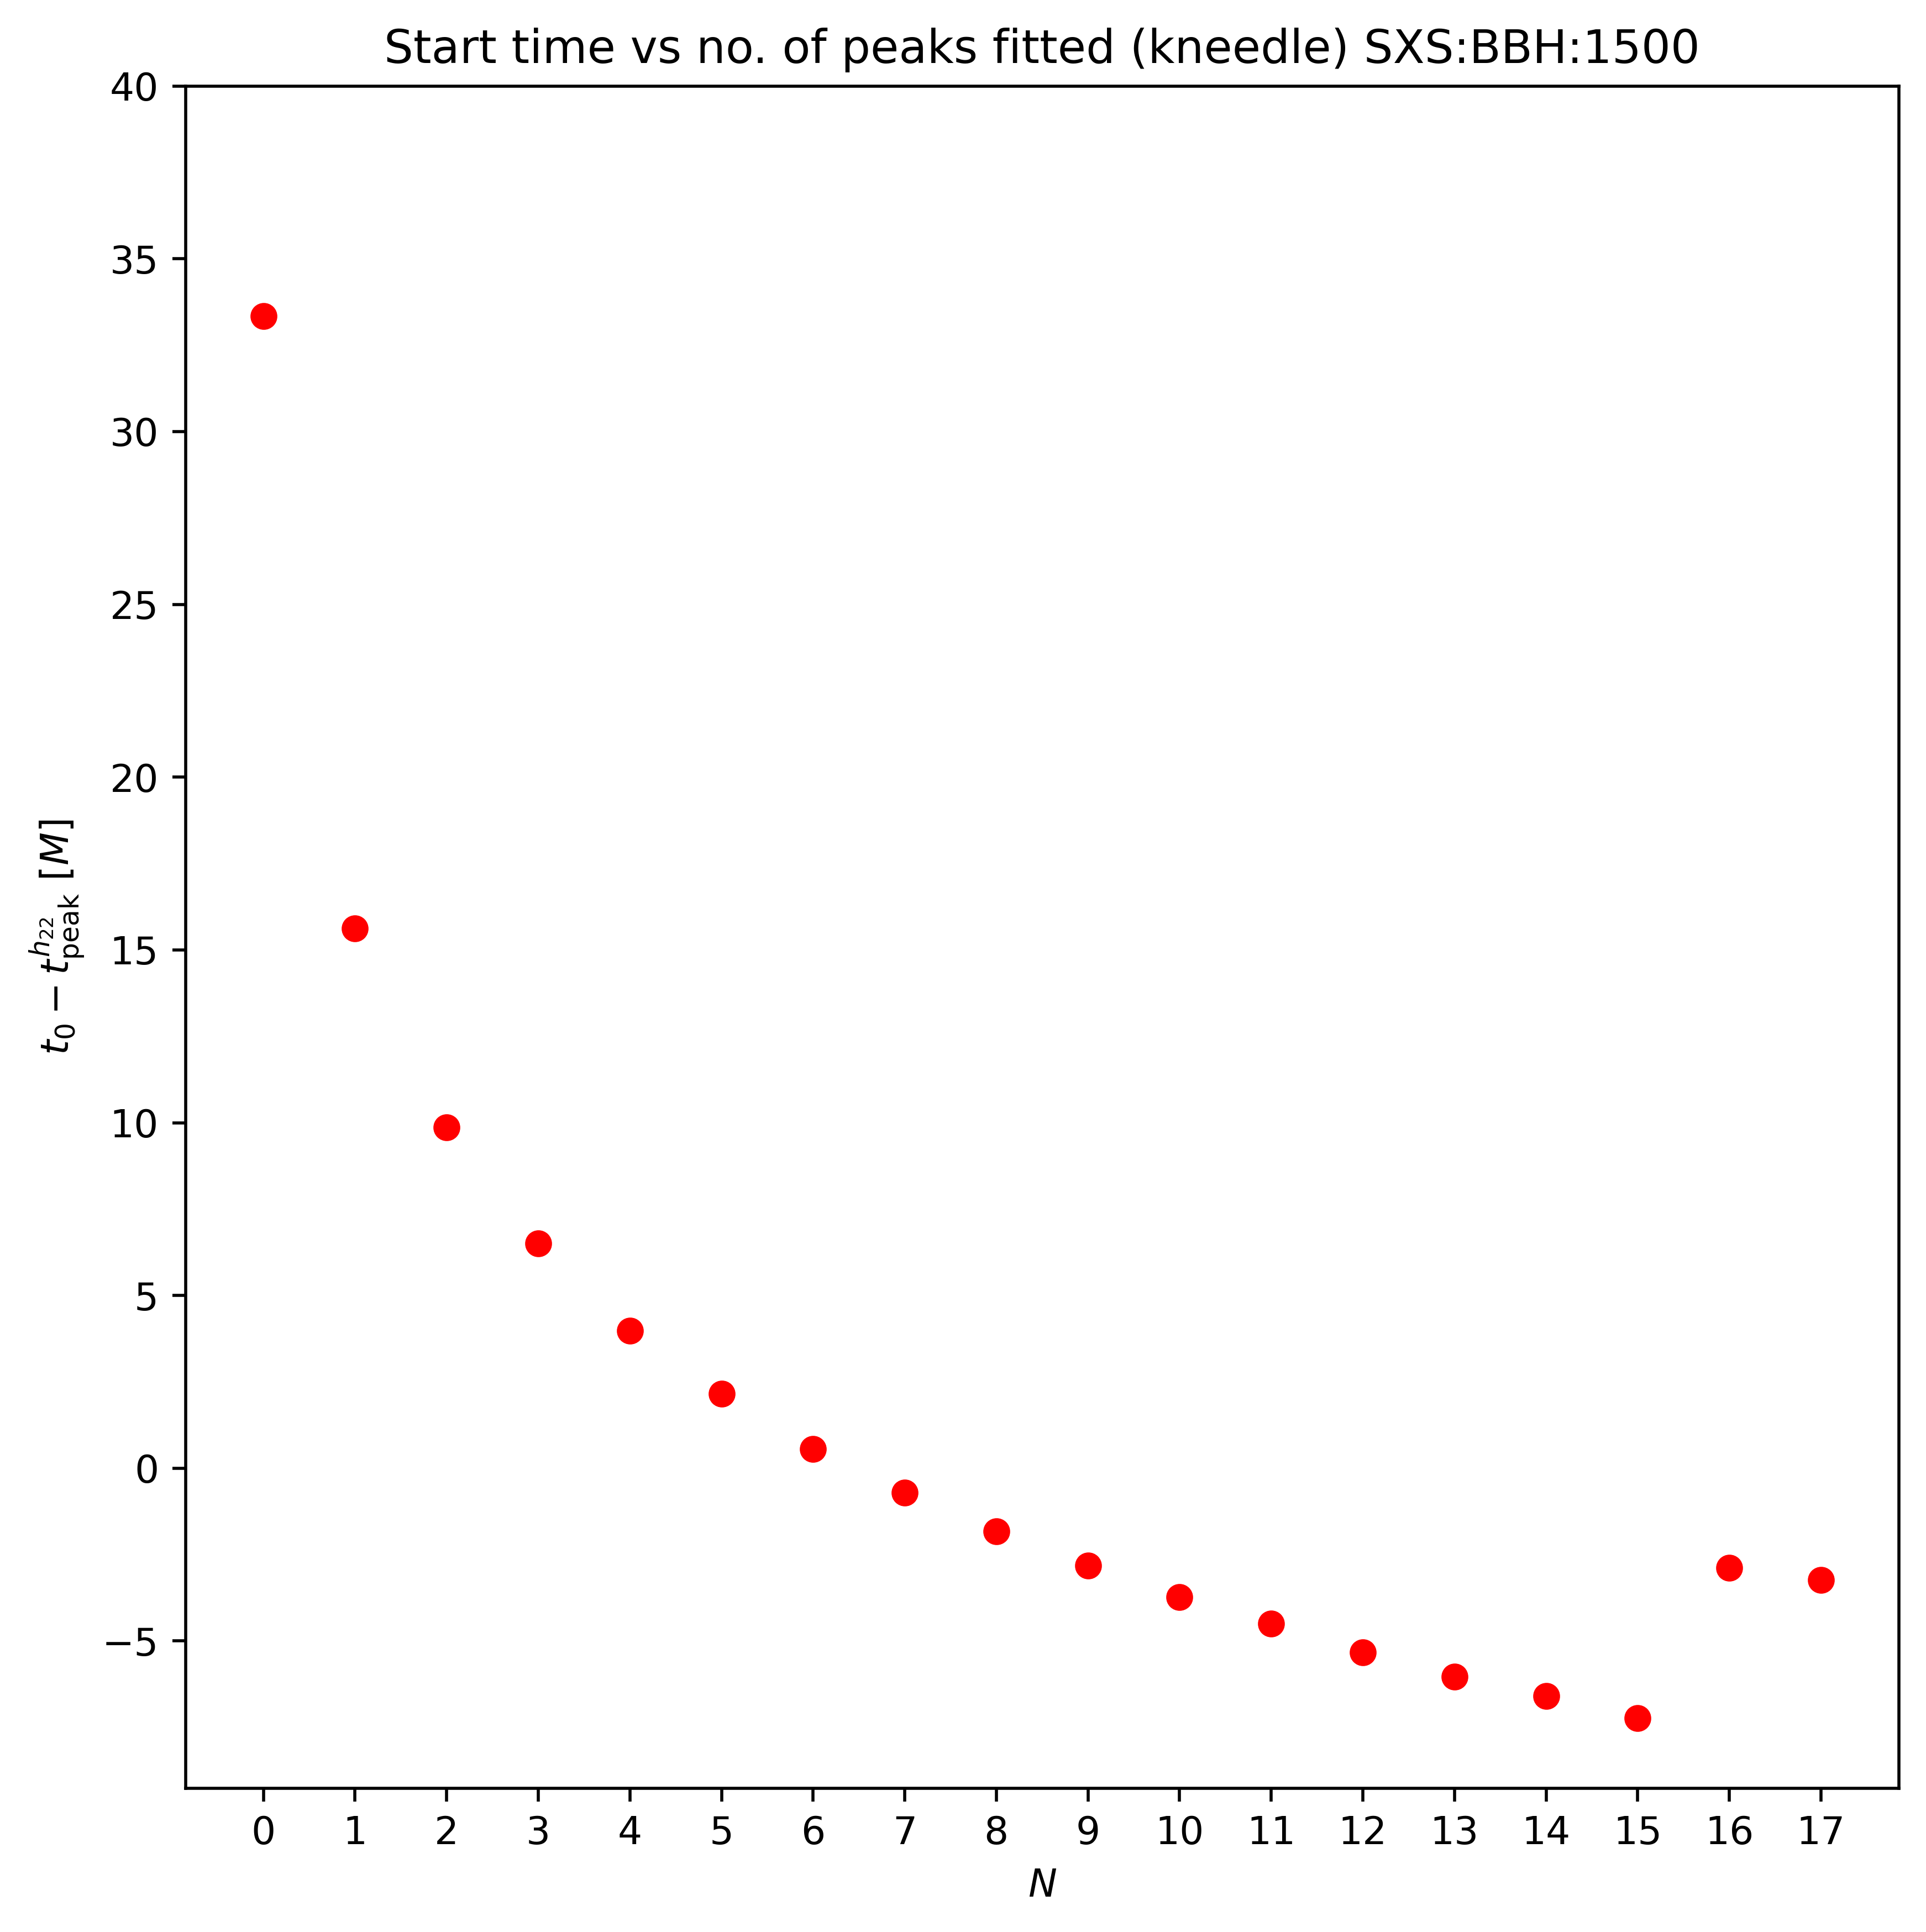 Start time vs no. of peaks fitted (kneedle) SXS:BBH:1500
40
35
30
25
20
15
10
5
0
−5
t₀ − t_peak^h₂₂ [M]
0 1 2 3 4 5 6 7 8 9 10 11 12 13 14 15 16 17
N